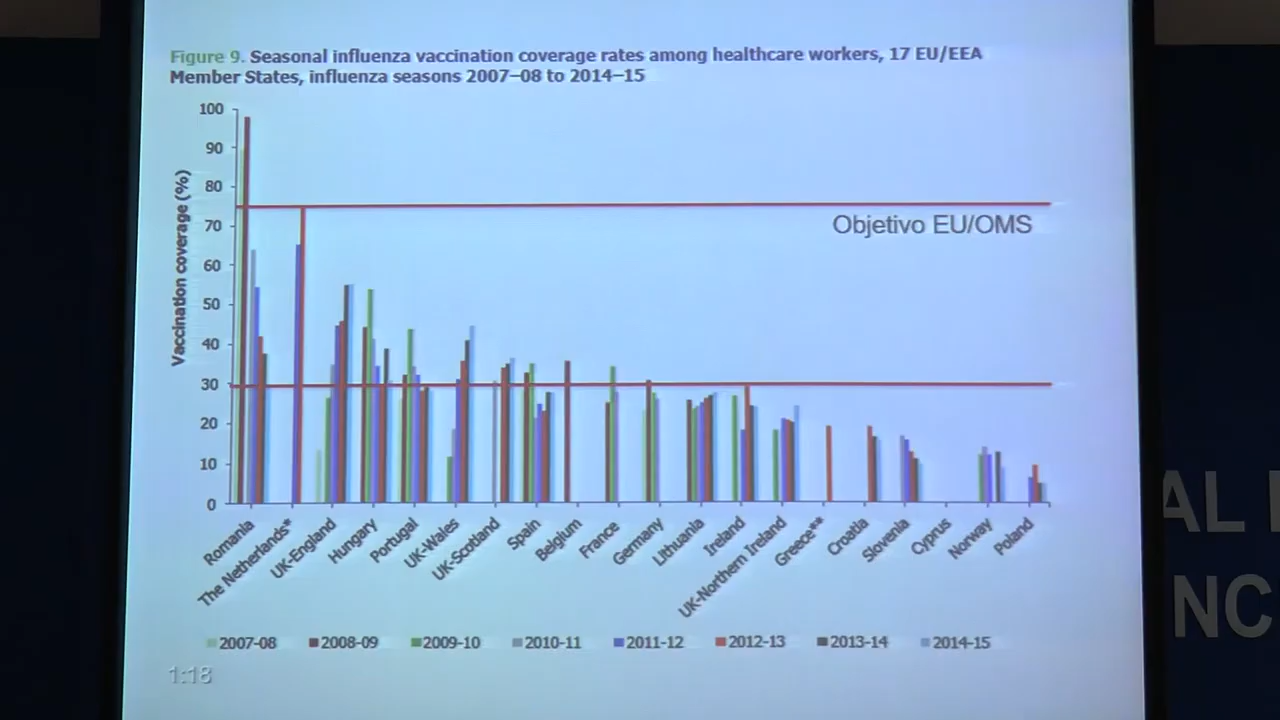 Figure 9. Seasonal influenza vaccination coverage rates among healthcare workers, 17 EU/EEA
Member States, influenza seasons 2007–08 to 2014–15
Vaccination coverage (%)
100
90
80
70
60
50
40
30
20
10
0
Objetivo EU/OMS
Romania
The Netherlands*
UK-England
Hungary
Portugal
UK-Wales
UK-Scotland
Spain
Belgium
France
Germany
Lithuania
Ireland
UK-Northern Ireland
Greece**
Croatia
Slovenia
Cyprus
Norway
Poland
2007-08 2008-09 2009-10 2010-11 2011-12 2012-13 2013-14 2014-15
1:18
AL
NC